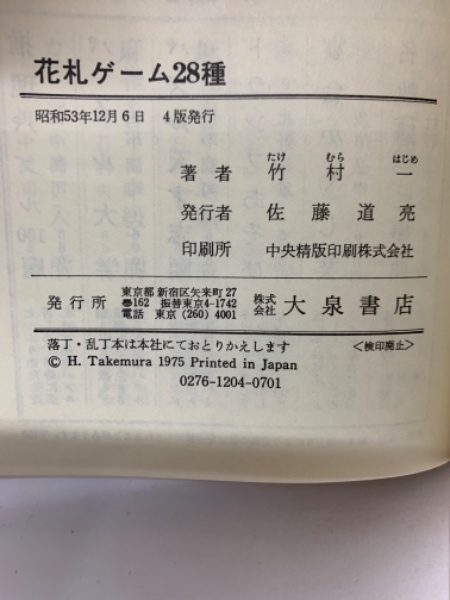 花札ゲーム28種
昭和53年12月6日 4版発行
著者 竹村一
たけ むら はじめ
発行者 佐藤道亮
印刷所 中央精版印刷株式会社
発行所 東京都新宿区矢来町27
〒162 振替東京4-1742
電話 東京(260)4001
株式会社 大泉書店
落丁・乱丁本は本社にておとりかえします <検印廃止>
© H. Takemura 1975 Printed in Japan
0276-1204-0701